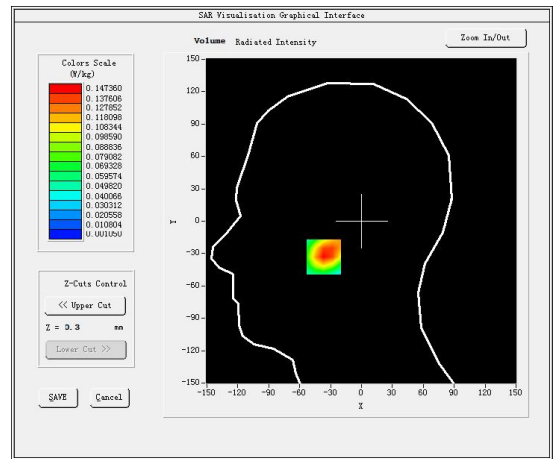 SAR Visualisation Graphical Interface
Volume Radiated Intensity
Zoom In/Out
Colors Scale
(W/kg)
0.147360
0.137606
0.127852
0.118098
0.108344
0.098590
0.088836
0.079082
0.069328
0.059574
0.049820
0.040066
0.030312
0.020558
0.010804
0.001050
Z-Cuts Control
<< Upper Cut
Z = 0.3 mm
Lower Cut >>
SAVE
Cancel
150
120
90
60
30
0
-30
-60
-90
-120
-150
Y
-150 -120 -90 -60 -30 0 30 60 90 120 150
X